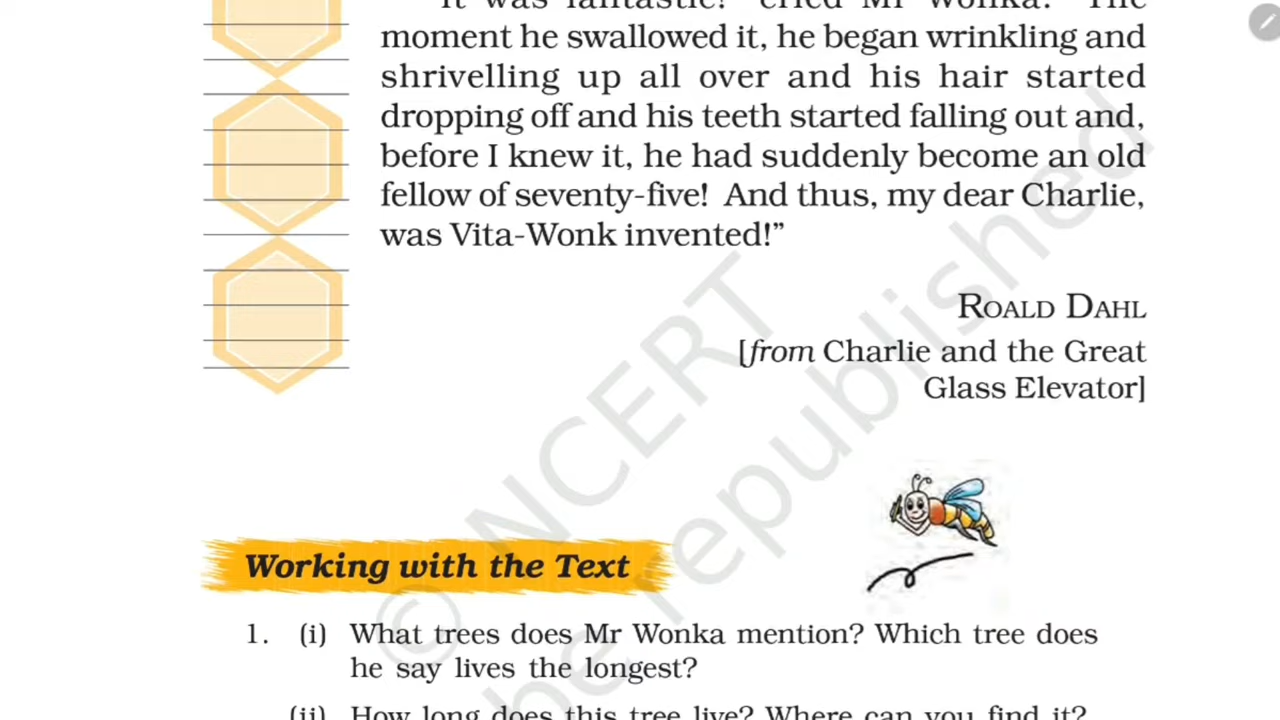 "It was fantastic!" cried Mr Wonka. "The
moment he swallowed it, he began wrinkling and
shrivelling up all over and his hair started
dropping off and his teeth started falling out and,
before I knew it, he had suddenly become an old
fellow of seventy-five! And thus, my dear Charlie,
was Vita-Wonk invented!”
ROALD DAHL
[from Charlie and the Great
Glass Elevator]
© NCERT
be republished
Working with the Text
1. (i) What trees does Mr Wonka mention? Which tree does
he say lives the longest?
(ii) How long does this tree live? Where can you find it?